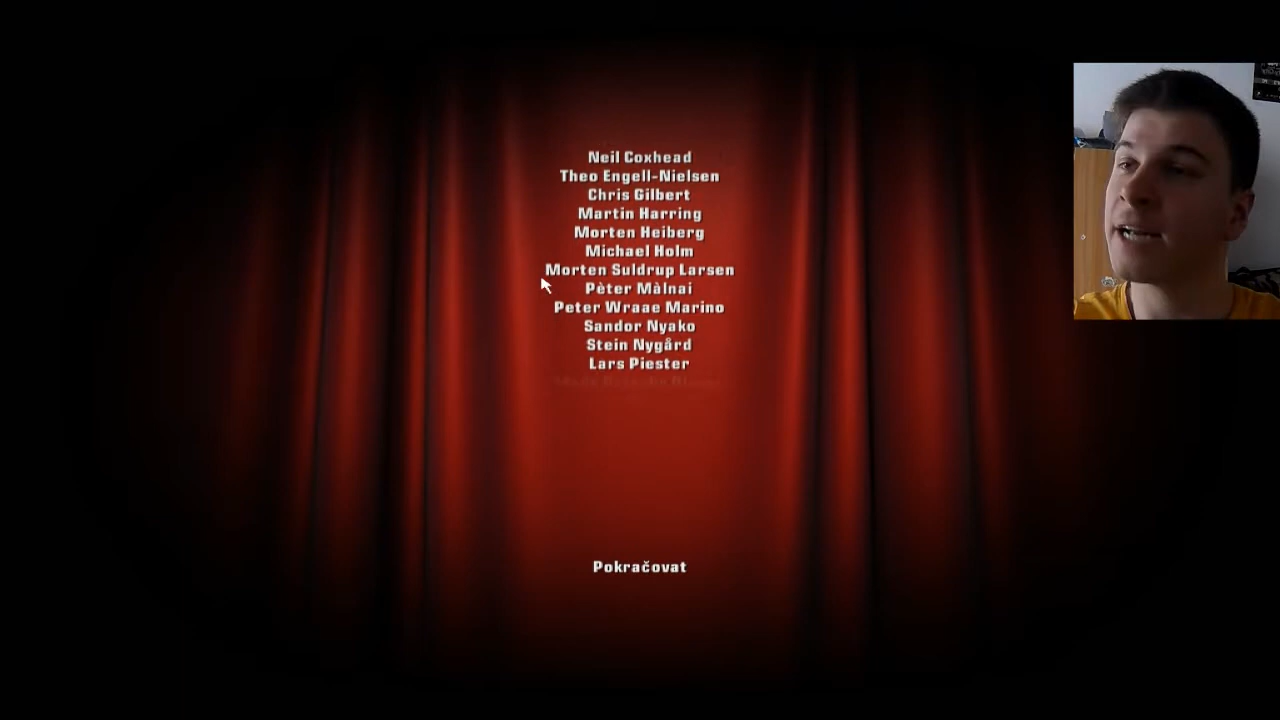 Neil Coxhead
Theo Engell-Nielsen
Chris Gilbert
Martin Harring
Morten Heiberg
Michael Holm
Morten Suldrup Larsen
Pèter Màlnai
Peter Wraae Marino
Sandor Nyako
Stein Nygård
Lars Piester
Pokračovat